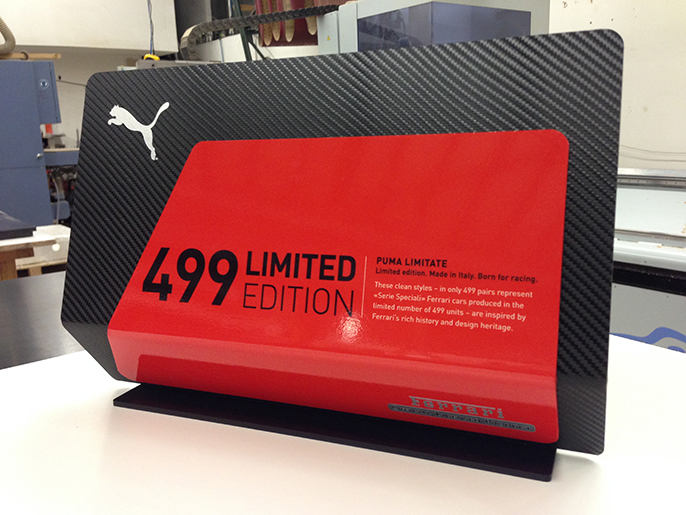 499 LIMITED
EDITION
PUMA LIMITATE
Limited edition. Made in Italy. Born for racing.
These clean styles – in only 499 pairs represent
«Serie Speciali» Ferrari cars produced in the
limited number of 499 units – are inspired by
Ferrari's rich history and design heritage.
Ferrari